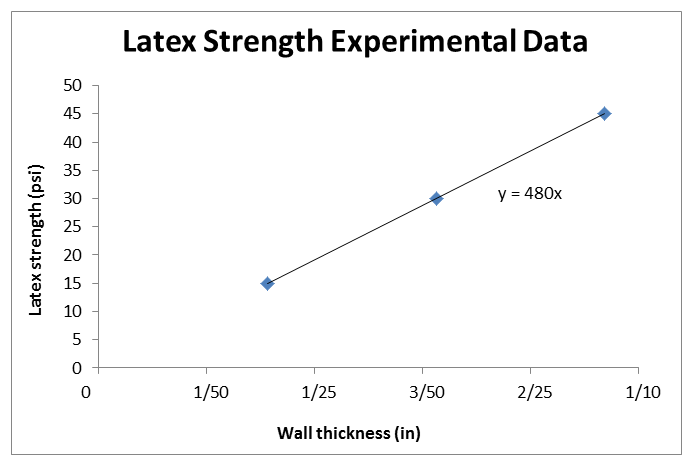 Latex Strength Experimental Data
50
45
40
35
30
25
20
15
10
5
0
Latex strength (psi)
y = 480x
0 1/50 1/25 3/50 2/25 1/10
Wall thickness (in)